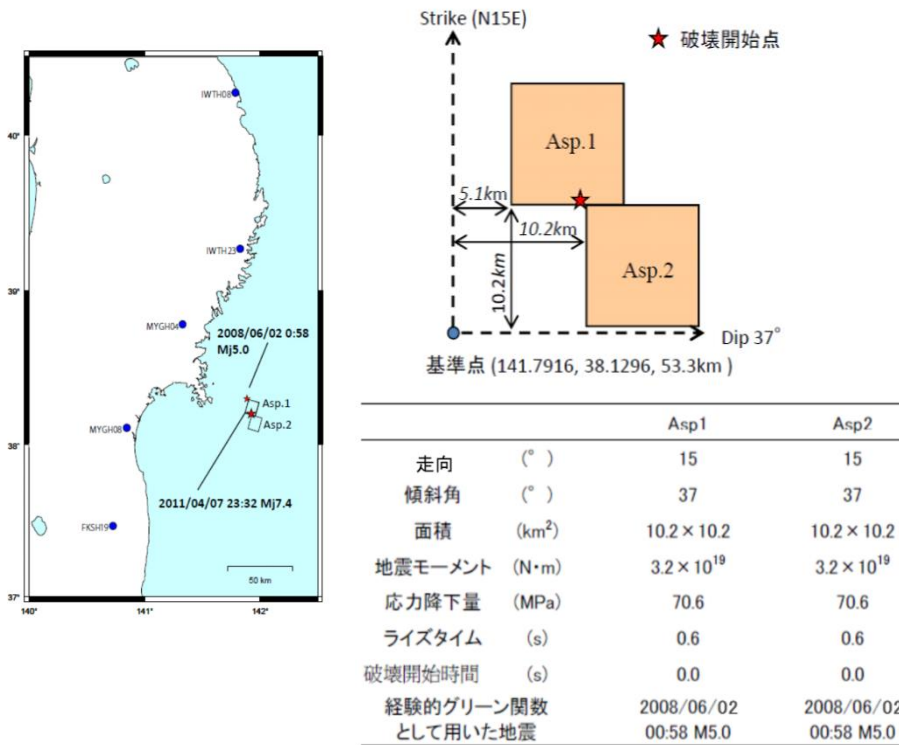 Strike (N15E)
破壊開始点
Asp.1
5.1km
10.2km
10.2km
Asp.2
Dip 37°
基準点 (141.7916, 38.1296, 53.3km )
IWTH08
40°
IWTH23
39°
MYGH04
2008/06/02 0:58
Mj5.0
Asp.1
Asp.2
MYGH08
38°
2011/04/07 23:32 Mj7.4
FKSH19
50 km
37°
140°
141°
142°
Asp1 Asp2
走向 (°) 15 15
傾斜角 (°) 37 37
面積 (km²) 10.2×10.2 10.2×10.2
地震モーメント (N・m) 3.2×10¹⁹ 3.2×10¹⁹
応力降下量 (MPa) 70.6 70.6
ライズタイム (s) 0.6 0.6
破壊開始時間 (s) 0.0 0.0
経験的グリーン関数 2008/06/02 2008/06/02
として用いた地震 00:58 M5.0 00:58 M5.0